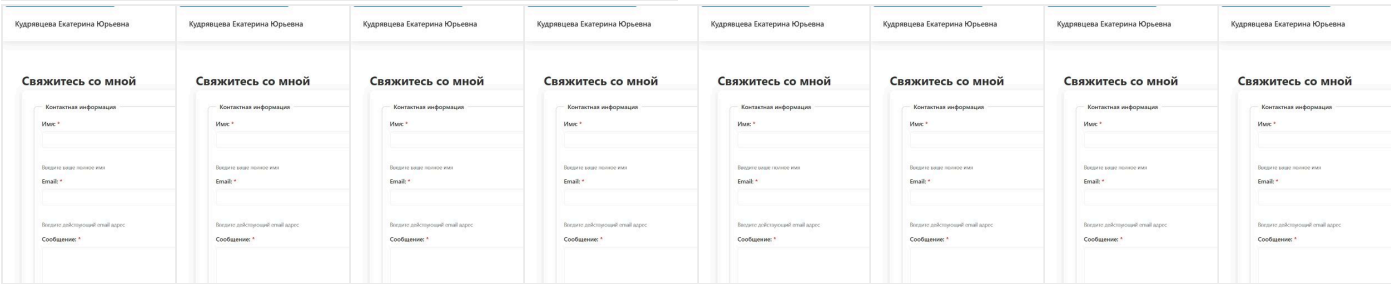 Кудрявцева Екатерина Юрьевна Кудрявцева Екатерина Юрьевна Кудрявцева Екатерина Юрьевна Кудрявцева Екатерина Юрьевна Кудрявцева Екатерина Юрьевна Кудрявцева Екатерина Юрьевна Кудрявцева Екатерина Юрьевна Кудрявцева Екатерина Юрьевна
Свяжитесь со мной Свяжитесь со мной Свяжитесь со мной Свяжитесь со мной Свяжитесь со мной Свяжитесь со мной Свяжитесь со мной Свяжитесь со мной
Контактная информация Контактная информация Контактная информация Контактная информация Контактная информация Контактная информация Контактная информация Контактная информация
Имя: * Имя: * Имя: * Имя: * Имя: * Имя: * Имя: * Имя: *
Введите ваше полное имя Введите ваше полное имя Введите ваше полное имя Введите ваше полное имя Введите ваше полное имя Введите ваше полное имя Введите ваше полное имя Введите ваше полное имя
Email: * Email: * Email: * Email: * Email: * Email: * Email: * Email: *
Введите действующий email адрес Введите действующий email адрес Введите действующий email адрес Введите действующий email адрес Введите действующий email адрес Введите действующий email адрес Введите действующий email адрес Введите действующий email адрес
Сообщение: * Сообщение: * Сообщение: * Сообщение: * Сообщение: * Сообщение: * Сообщение: * Сообщение: *